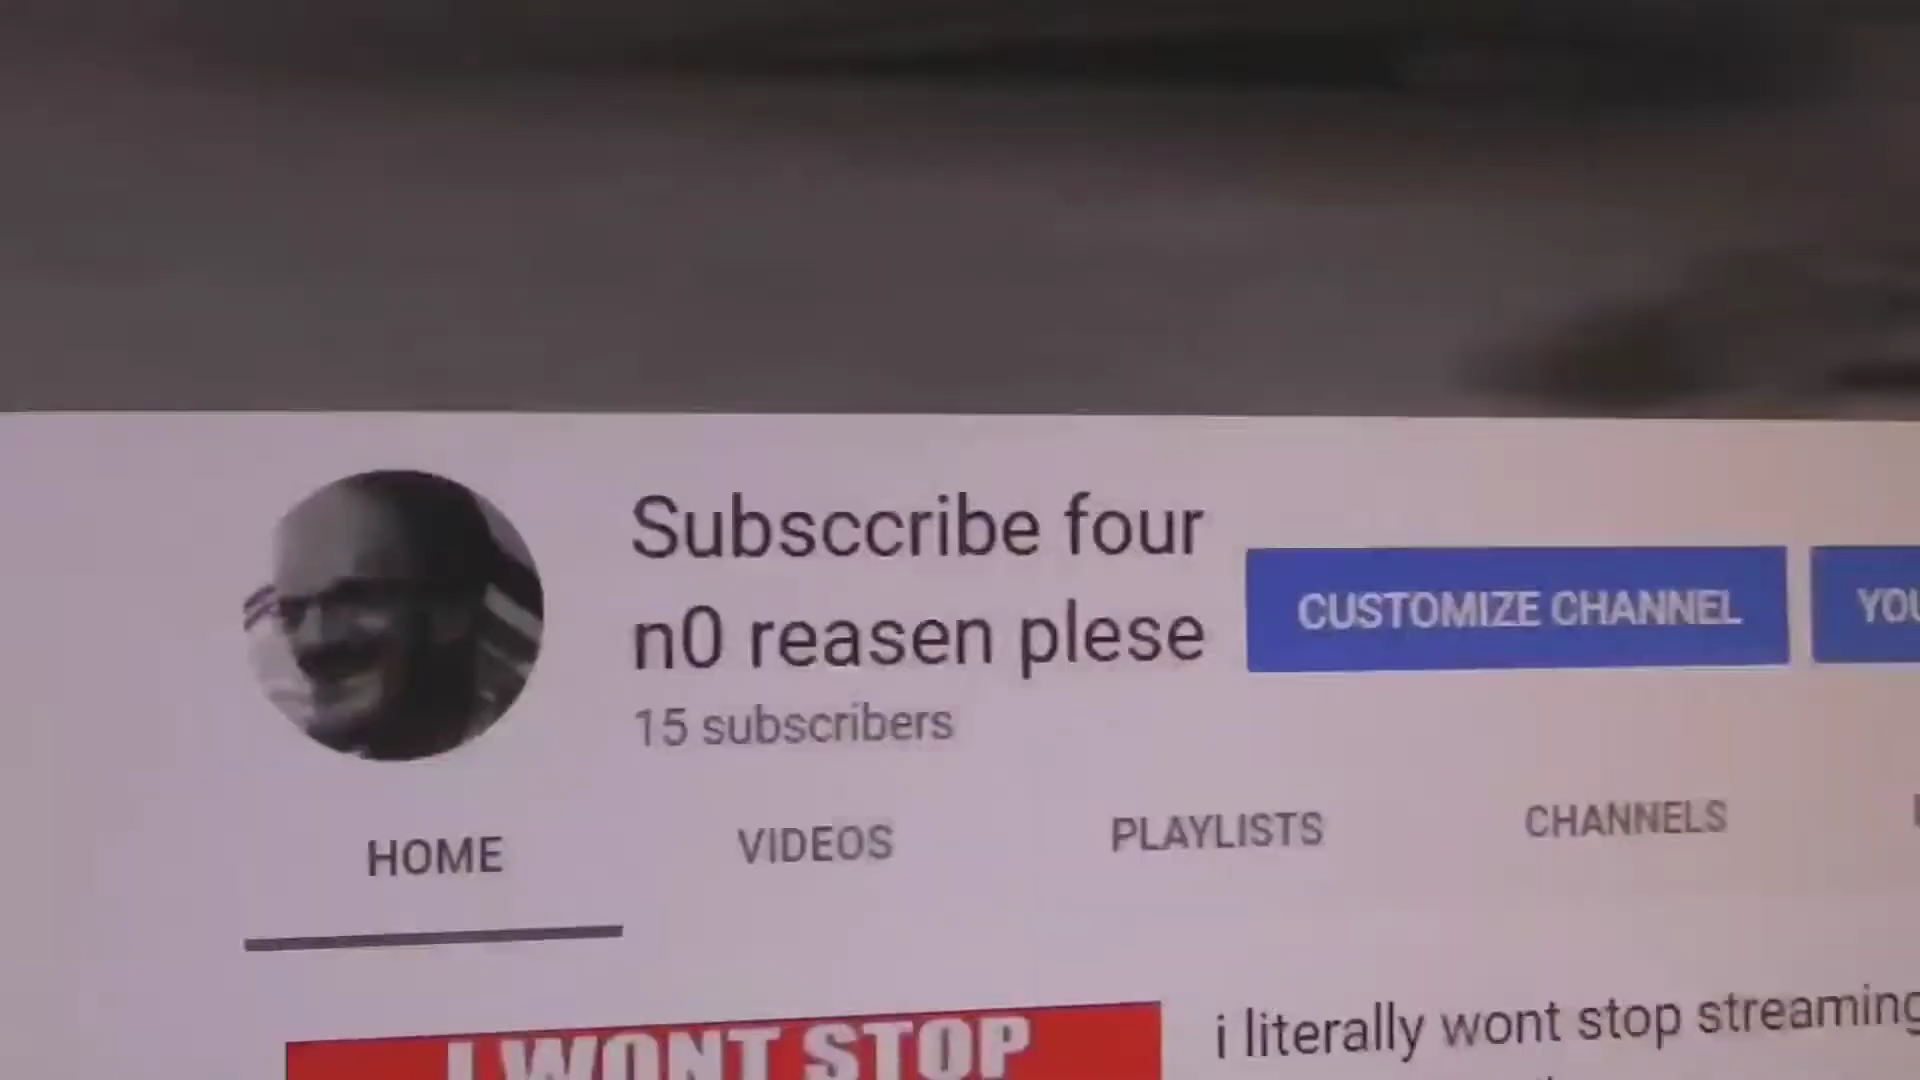 Subsccribe four
n0 reasen plese
CUSTOMIZE CHANNEL
YOU
15 subscribers
HOME
VIDEOS
PLAYLISTS
CHANNELS
I WONT STOP
i literally wont stop streaming